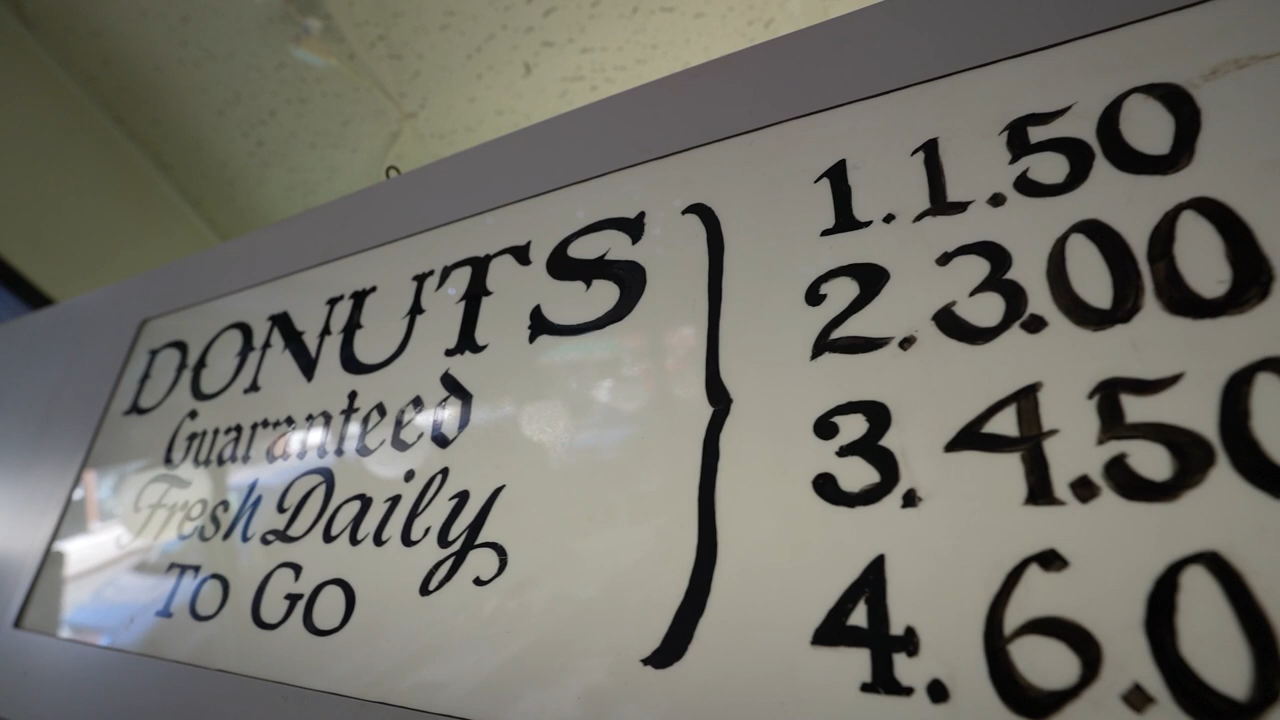 DONUTS
Guaranteed
Fresh Daily
To Go
1. 1.50
2. 3.00
3. 4.50
4. 6.0